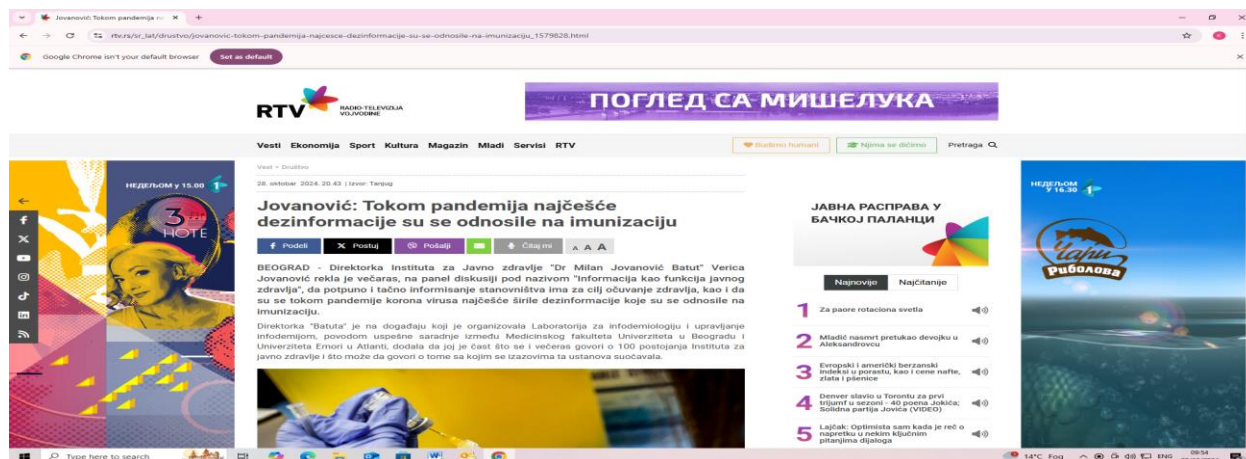 Jovanović: Tokom pandemija na
rtv.rs/sr_lat/drustvo/jovanovic-tokom-pandemija-najcesce-dezinformacije-su-se-odnosile-na-imunizaciju_1579828.html
Google Chrome isn't your default browser
Set as default
RTV
RADIO-TELEVIZIJA
VOJVODINE
ПОГЛЕД СА МИШЕЛУКА
Vesti Ekonomija Sport Kultura Magazin Mladi Servisi RTV
Budimo humani
Njima se dičimo
Pretraga
Vesti Društvo
28. oktobar 2024. 20.43 | Izvor: Tanjug
Jovanović: Tokom pandemija najčešće
dezinformacije su se odnosile na imunizaciju
Podeli
Postuj
Pošalji
Čitaj mi
A A A
BEOGRAD - Direktorka Instituta za Javno zdravlje "Dr Milan Jovanović Batut" Verica
Jovanović rekla je večeras, na panel diskusiji pod nazivom "Informacija kao funkcija javnog
zdravlja", da potpuno i tačno informisanje stanovništva ima za cilj očuvanje zdravlja, kao i da
su se tokom pandemije korona virusa najčešće širile dezinformacije koje su se odnosile na
imunizaciju.
Direktorka "Batuta" je na događaju koji je organizovala Laboratorija za infodemiologiju i upravljanje
infodemijom, povodom uspešne saradnje između Medicinskog fakulteta Univerziteta u Beogradu i
Univerziteta Emori u Atlanti, dodala da joj je čast što se i večeras govori o 100 postojanja Instituta za
javno zdravlje i što može da govori o tome sa kojim se izazovima ta ustanova suočavala.
НЕДЕЉОМ у 15.00
3
НОТЕ
ЈАВНА РАСПРАВА У
БАЧКОЈ ПАЛАНЦИ
Najnovije
Najčitanije
1 Za paore rotaciona svetla
2 Mladić nasmrt pretukao devojku u
Aleksandrovcu
3 Evropski i američki berzanski
indeksi u porastu, kao i cene nafte,
zlata i pšenice
4 Denver slavio u Torontu za prvi
trijumf u sezoni - 40 poena Jokića;
Solidna partija Jovića (VIDEO)
5 Lajčak: Optimista sam kada je reč o
napretku u nekim ključnim
pitanjima dijaloga
НЕДЕЉОМ
У 16.30
Чари
Риболова
Type here to search
14°C Fog
ENG
09:54